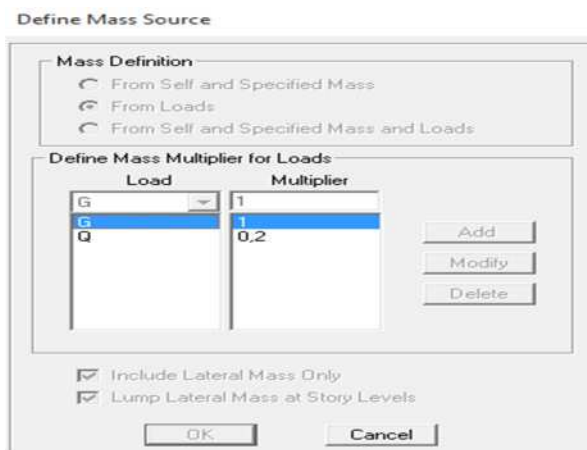 Define Mass Source
Mass Definition
From Self and Specified Mass
From Loads
From Self and Specified Mass and Loads
Define Mass Multiplier for Loads
Load Multiplier
G 1
G 1
Q 0,2
Add
Modify
Delete
Include Lateral Mass Only
Lump Lateral Mass at Story Levels
OK Cancel